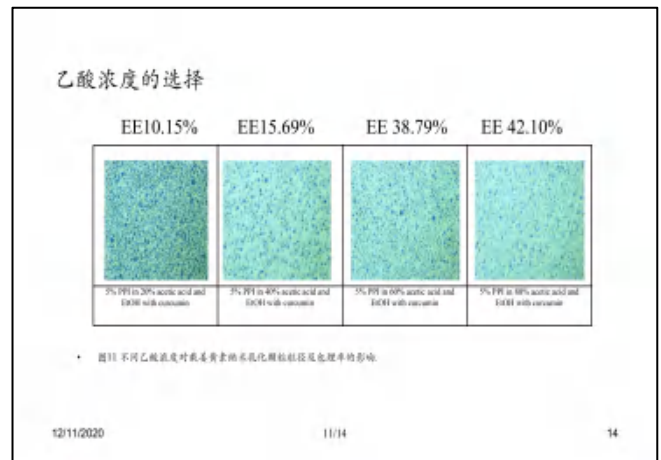 乙酸浓度的选择
EE10.15% EE15.69% EE 38.79% EE 42.10%
5% PPI in 20% acetic acid and
EtOH with curcumin
5% PPI in 40% acetic acid and
EtOH with curcumin
5% PPI in 60% acetic acid and
EtOH with curcumin
5% PPI in 80% acetic acid and
EtOH with curcumin
• 图11 不同乙酸浓度对载姜黄素纳米乳化颗粒粒径及包埋率的影响
12/11/2020
11/14
14